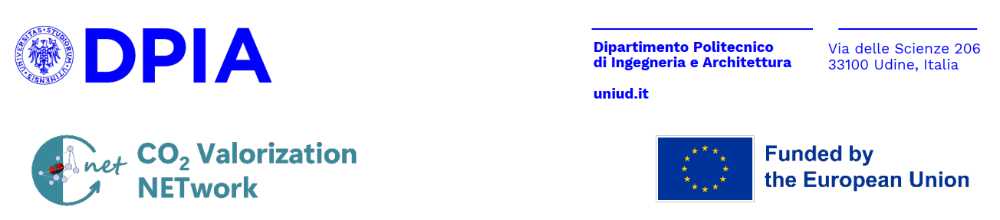 UNIVERSITAS · STUDIORUM · UTINENSIS ·
DPIA
Dipartimento Politecnico
di Ingegneria e Architettura
uniud.it
Via delle Scienze 206
33100 Udine, Italia
net
CO₂ Valorization
NETwork
Funded by
the European Union